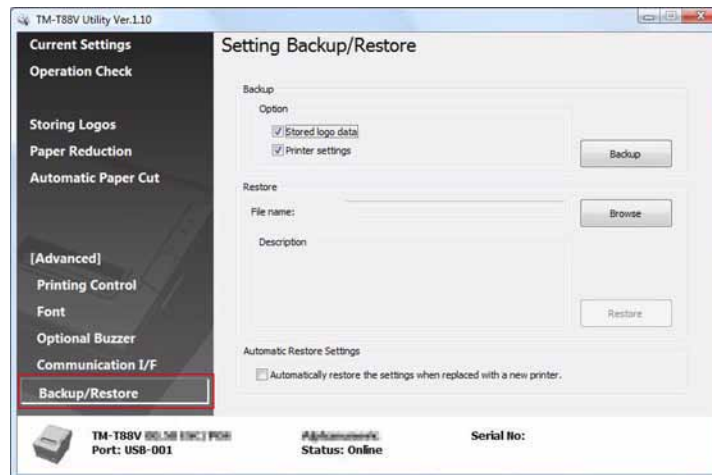 TM-T88V Utility Ver.1.10
Current Settings
Operation Check
Storing Logos
Paper Reduction
Automatic Paper Cut
[Advanced]
Printing Control
Font
Optional Buzzer
Communication I/F
Backup/Restore
Setting Backup/Restore
Backup
Option
Stored logo data
Printer settings
Backup
Restore
File name:
Browse
Description
Restore
Automatic Restore Settings
Automatically restore the settings when replaced with a new printer.
TM-T88V
Port: USB-001
Status: Online
Serial No: